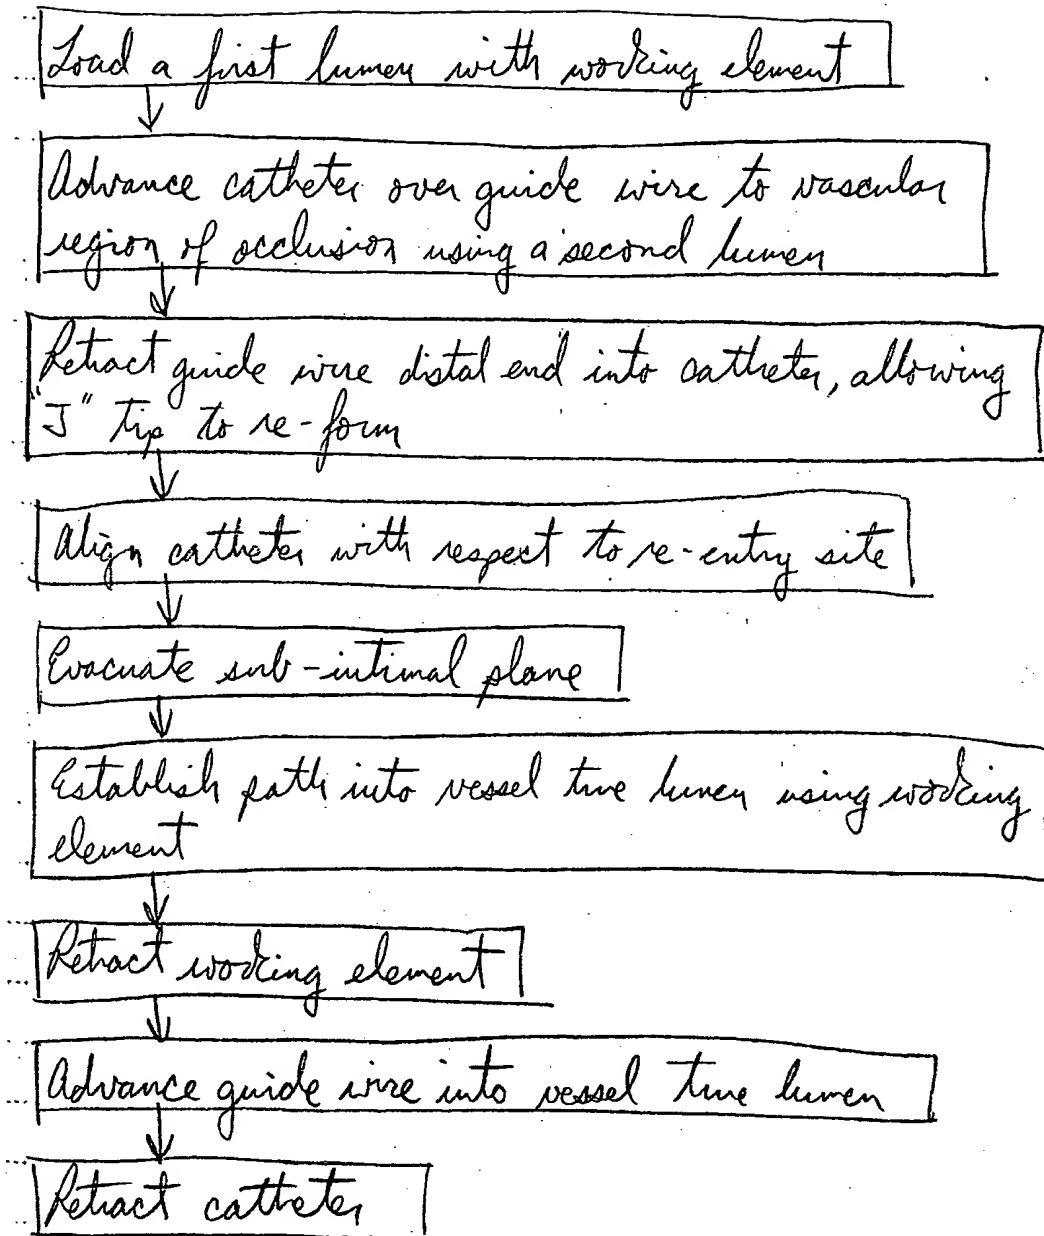 Load a first lumen with working element
Advance catheter over guide wire to vascular
region of occlusion using a second lumen
Retract guide wire distal end into catheter, allowing
"J" tip to re-form
Align catheter with respect to re-entry site
Evacuate sub-intimal plane
Establish path into vessel true lumen using working
element
Retract working element
Advance guide wire into vessel true lumen
Retract catheter